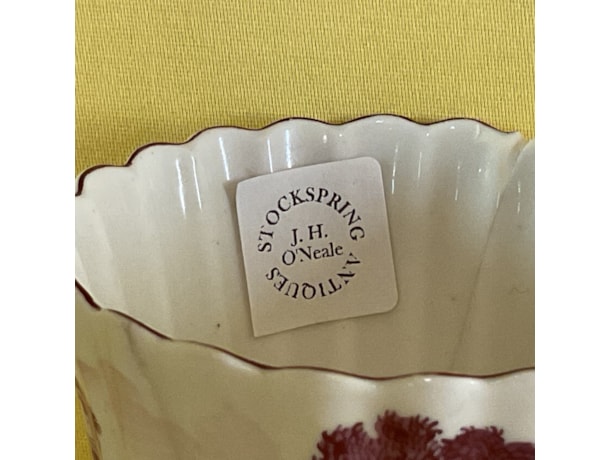 STOCKSPRING ANTIQUES
J. H.
O'Neale